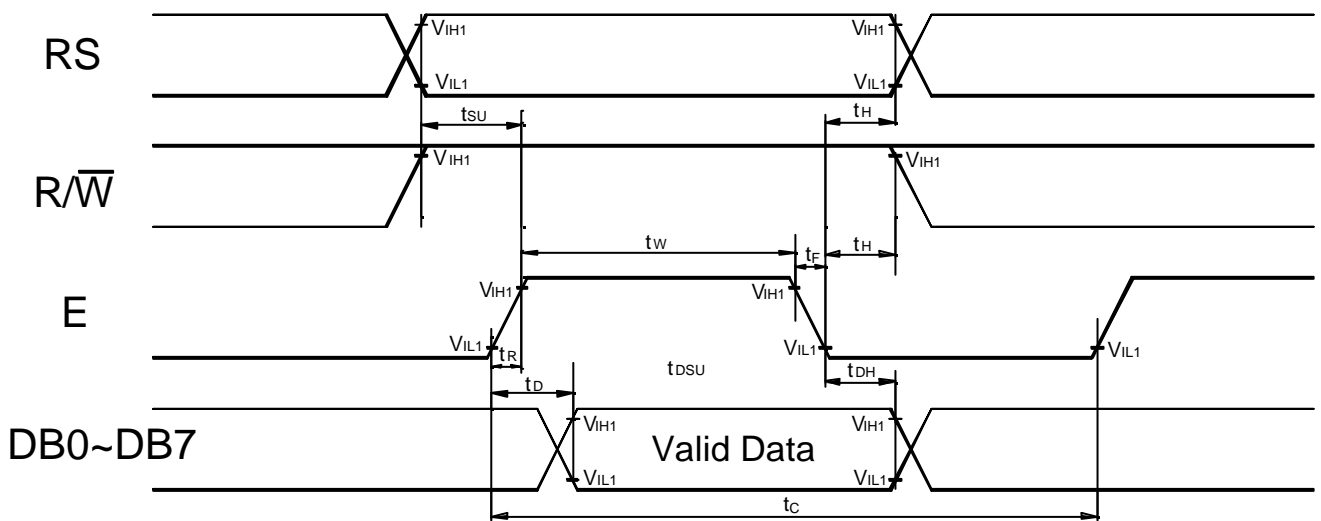 RS
VIH1
VIH1
VIL1
VIL1
tSU
tH
R/W̅
VIH1
VIH1
tW
tF
tH
E
VIH1
VIH1
VIL1
VIL1
VIL1
tR
tDSU
tD
tDH
DB0~DB7
VIH1
VIH1
Valid Data
VIL1
VIL1
tC